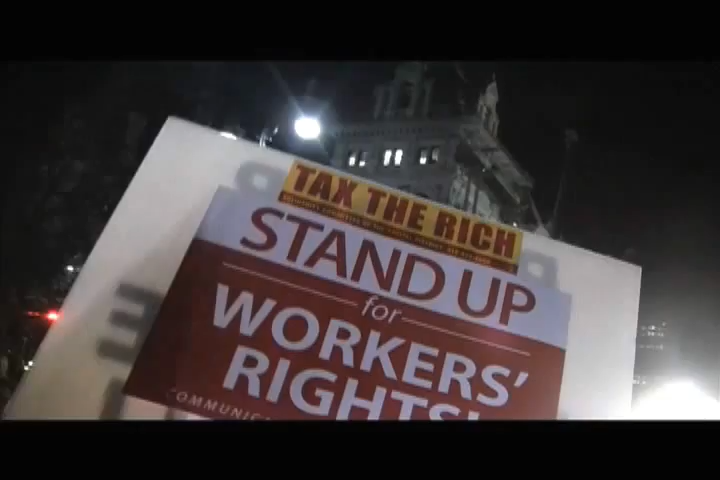 TAX THE RICH
STAND UP
for
WORKERS'
RIGHTS!